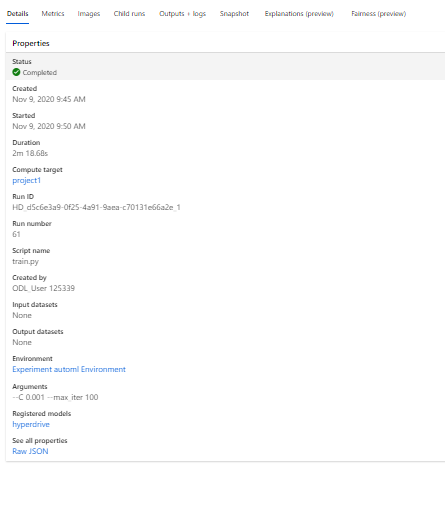 Details Metrics Images Child runs Outputs + logs Snapshot Explanations (preview) Fairness (preview)
Properties
Status
Completed
Created
Nov 9, 2020 9:45 AM
Started
Nov 9, 2020 9:50 AM
Duration
2m 18.68s
Compute target
project1
Run ID
HD_d5c6e3a9-0f25-4a91-9aea-c70131e66a2e_1
Run number
61
Script name
train.py
Created by
ODL_User 125339
Input datasets
None
Output datasets
None
Environment
Experiment automl Environment
Arguments
--C 0.001 --max_iter 100
Registered models
hyperdrive
See all properties
Raw JSON